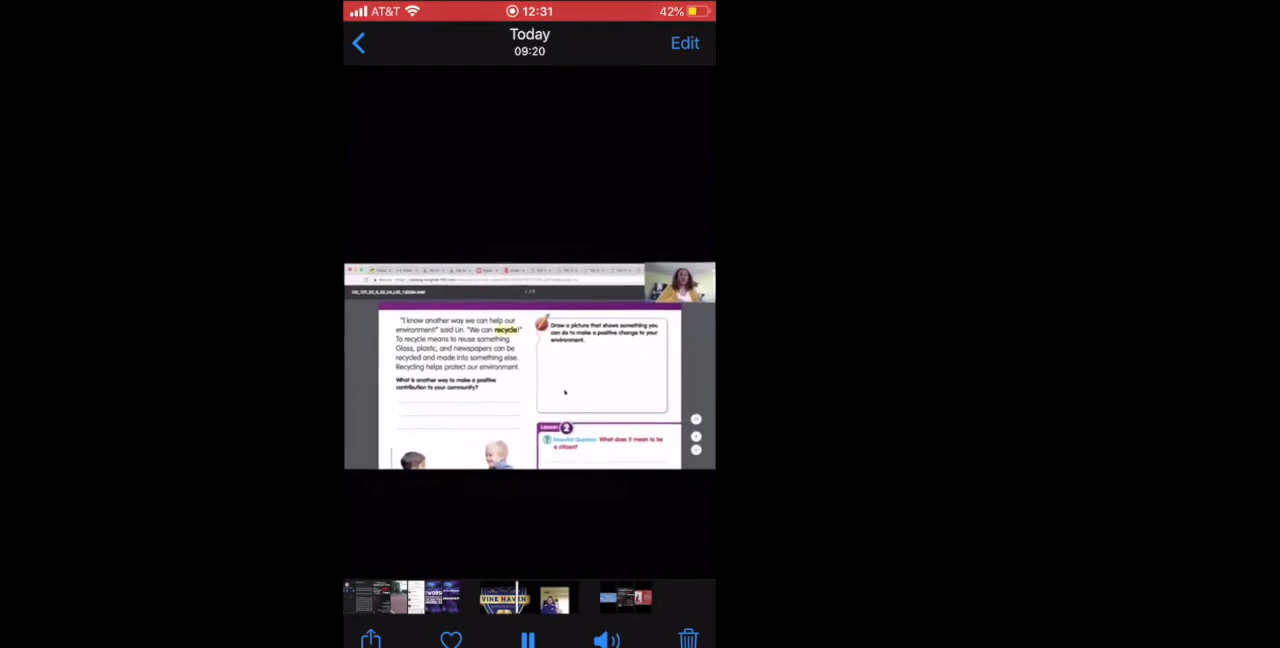 AT&T 12:31 42%
Today
09:20
Edit
"I know another way we can help our
environment!" said Lin. "We can recycle!"
To recycle means to reuse something.
Glass, plastic, and newspapers can be
recycled and made into something else.
Recycling helps protect our environment.
What is another way to make a positive
contribution to your community?
Draw a picture that shows something you
can do to make a positive change to your
environment.
Lesson 2
Essential Question What does it mean to be
a citizen?
VINE HAVEN